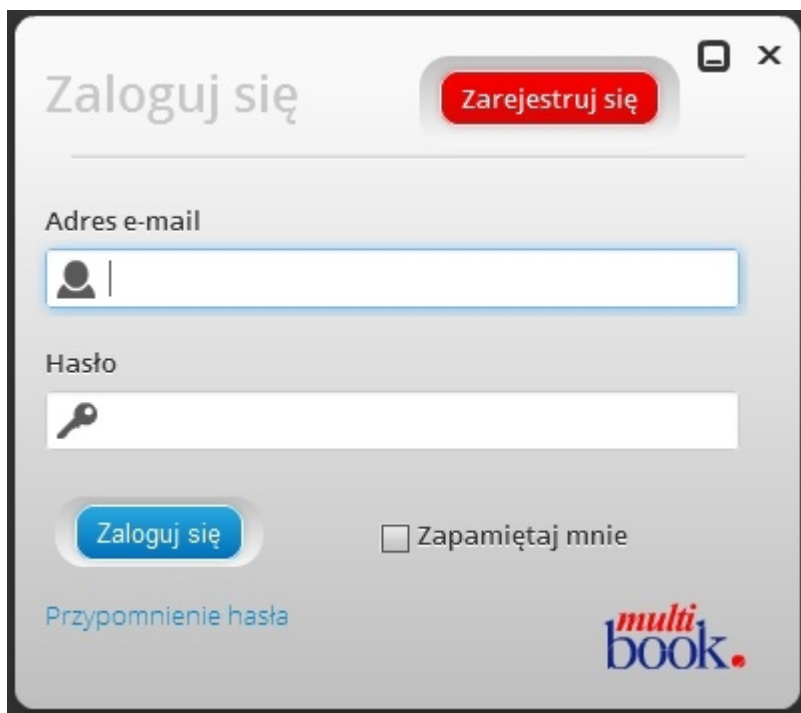 Zaloguj się
Zarejestruj się
Adres e-mail
Hasło
Zaloguj się
Zapamiętaj mnie
Przypomnienie hasła
multi
book.